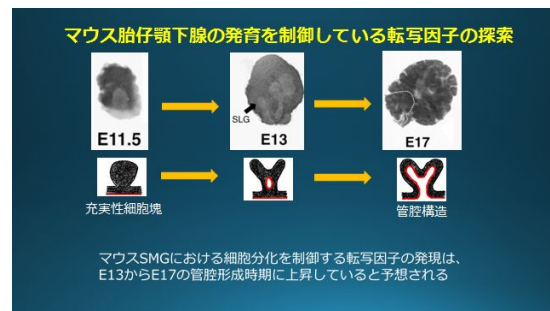 マウス胎仔顎下腺の発育を制御している転写因子の探索
SLG
E11.5
E13
E17
充実性細胞塊
管腔構造
マウスSMGにおける細胞分化を制御する転写因子の発現は、
E13からE17の管腔形成時期に上昇していると予想される